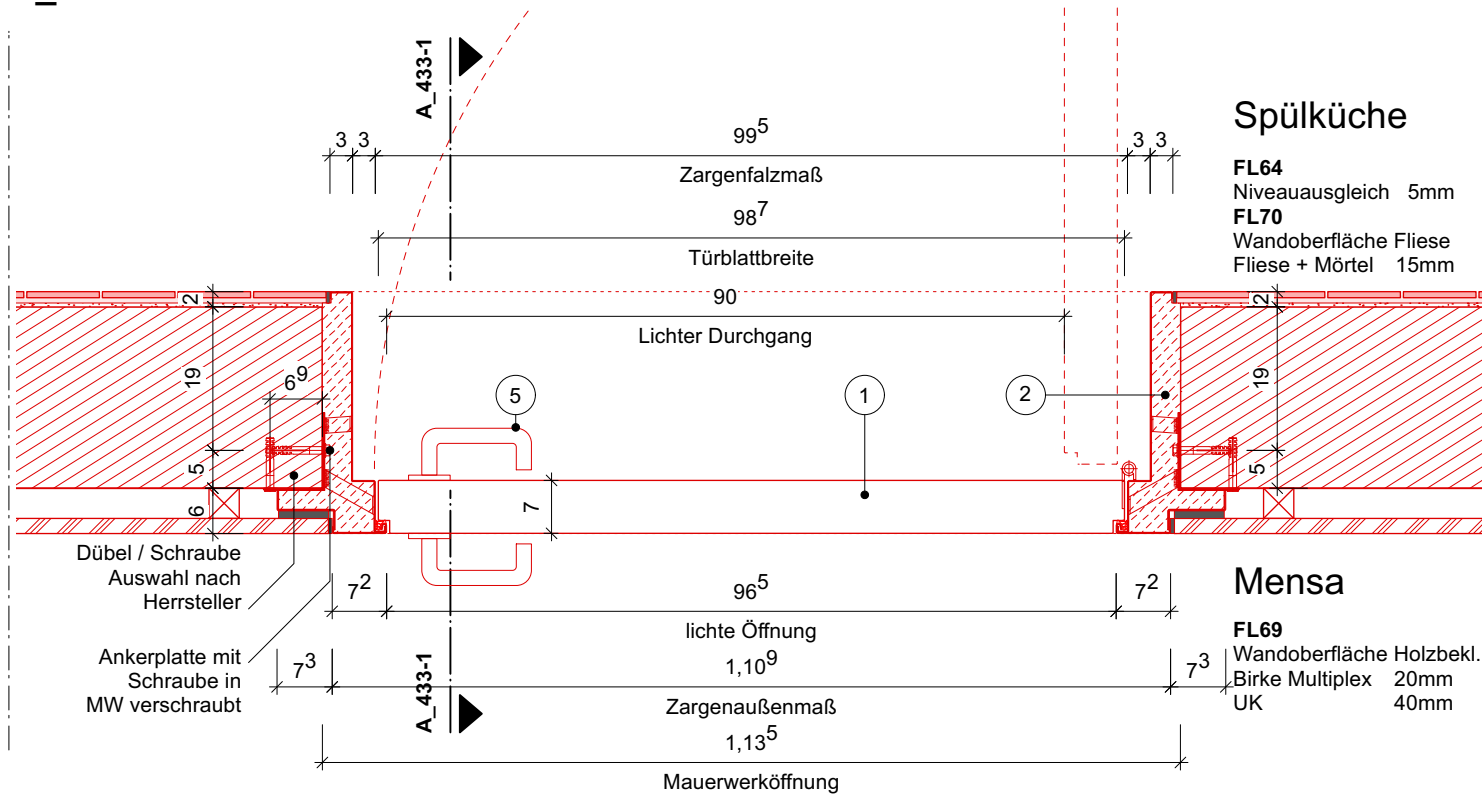 A_433-1
3
3
99⁵
3
3
Zargenfalzmaß
98⁷
Türblattbreite
90
Lichter Durchgang
2
19
6⁹
5
6
5
1
2
7
2
19
5
Spülküche
FL64
Niveauausgleich 5mm
FL70
Wandoberfläche Fliese
Fliese + Mörtel 15mm
Dübel / Schraube
Auswahl nach
Herrsteller
Ankerplatte mit
Schraube in
MW verschraubt
7²
96⁵
7²
lichte Öffnung
7³
1,10⁹
7³
Zargenaußenmaß
A_433-1
1,13⁵
Mauerwerköffnung
Mensa
FL69
Wandoberfläche Holzbekl.
Birke Multiplex 20mm
UK 40mm